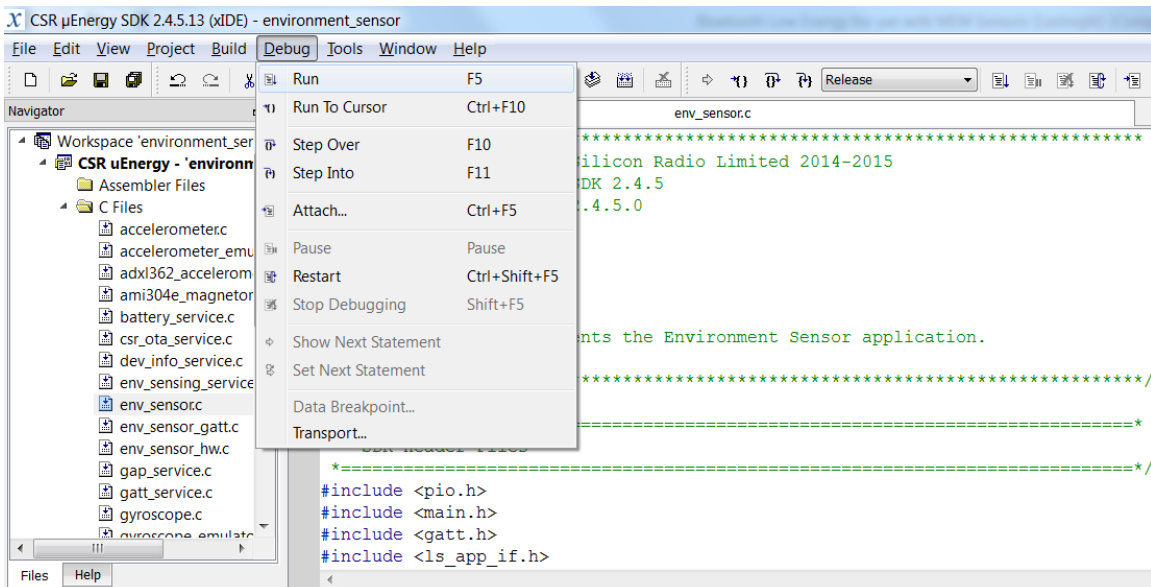 CSR µEnergy SDK 2.4.5.13 (xIDE) - environment_sensor
File Edit View Project Build Debug Tools Window Help
Release
Navigator
Workspace 'environment_ser
CSR uEnergy - 'environm
Assembler Files
C Files
accelerometer.c
accelerometer_emu
adxl362_accelerom
ami304e_magnetor
battery_service.c
csr_ota_service.c
dev_info_service.c
env_sensing_service
env_sensor.c
env_sensor_gatt.c
env_sensor_hw.c
gap_service.c
gatt_service.c
gyroscope.c
gyroscope_emulato
Files Help
Run F5
Run To Cursor Ctrl+F10
Step Over F10
Step Into F11
Attach... Ctrl+F5
Pause Pause
Restart Ctrl+Shift+F5
Stop Debugging Shift+F5
Show Next Statement
Set Next Statement
Data Breakpoint...
Transport...
env_sensor.c
******************************************************
ilicon Radio Limited 2014-2015
SDK 2.4.5
.4.5.0
ents the Environment Sensor application.
******************************************************/
=====================================================*
SDK Header Files
*============================================================================*/
#include <pio.h>
#include <main.h>
#include <gatt.h>
#include <ls_app_if.h>